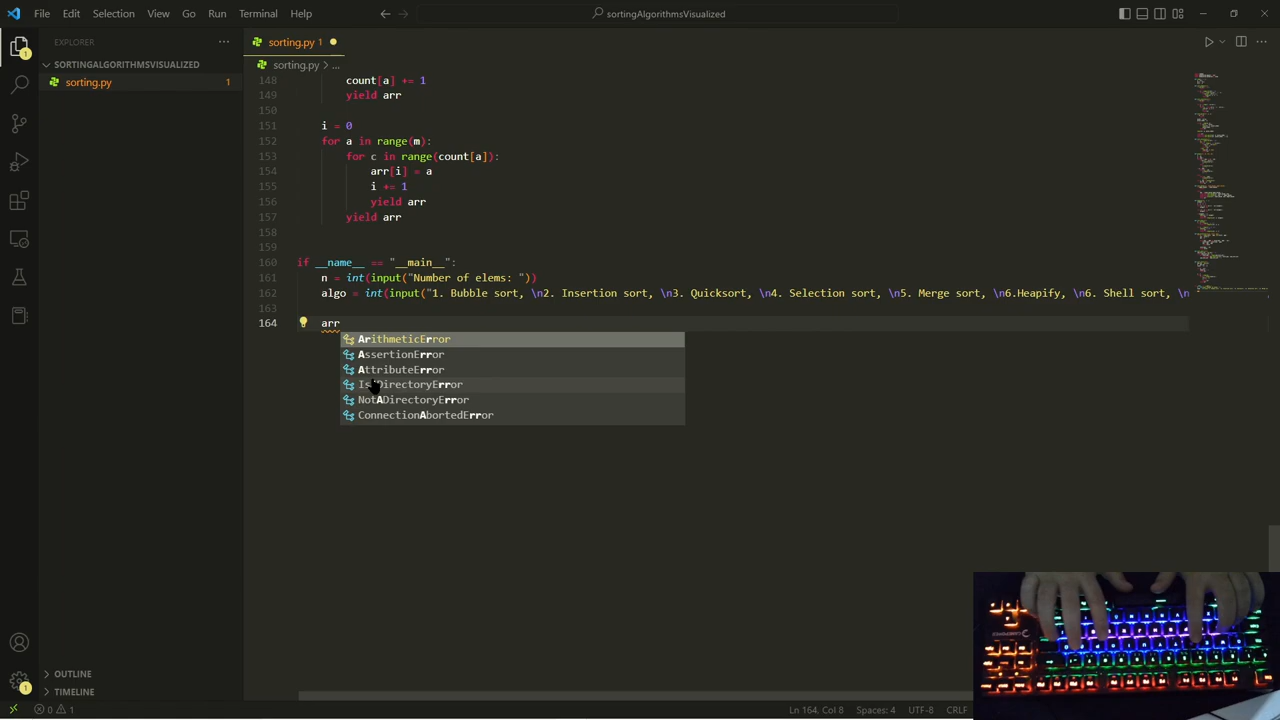 File Edit Selection View Go Run Terminal Help
sortingAlgorithmsVisualized
EXPLORER
sorting.py 1
SORTINGALGORITHMSVISUALIZED
sorting.py > ...
sorting.py 1
148 count[a] += 1
149 yield arr
150
151 i = 0
152 for a in range(m):
153 for c in range(count[a]):
154 arr[i] = a
155 i += 1
156 yield arr
157 yield arr
158
159
160 if __name__ == "__main__":
161 n = int(input("Number of elems: "))
162 algo = int(input("1. Bubble sort, \n2. Insertion sort, \n3. Quicksort, \n4. Selection sort, \n5. Merge sort, \n6.Heapify, \n6. Shell sort, \n
163
164 arr
ArithmeticError
AssertionError
AttributeError
IsADirectoryError
NotADirectoryError
ConnectionAbortedError
OUTLINE
TIMELINE
0 1
Ln 164, Col 8 Spaces: 4 UTF-8 CRLF